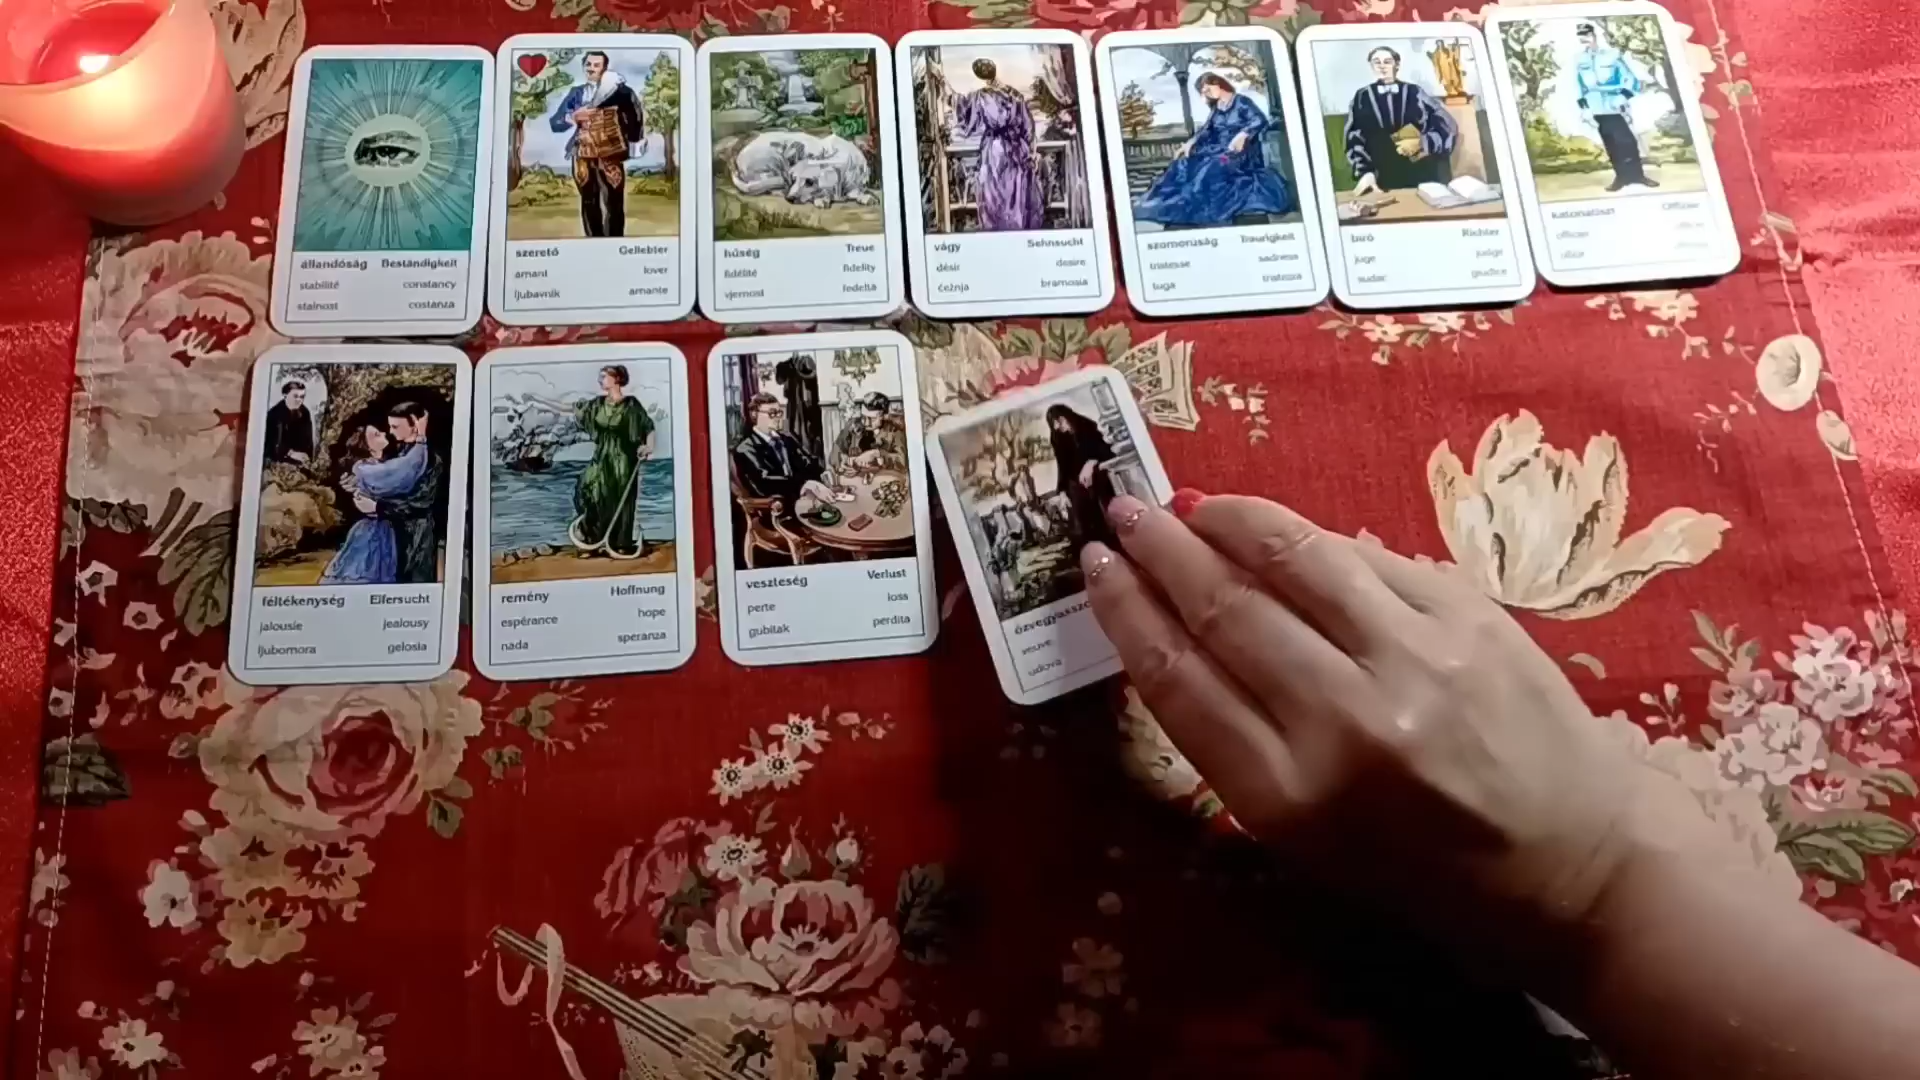 állandóság Beständigkeit
stabilité constancy
stalnost costanza
szerető Geliebter
amant lover
ljubavnik amante
hűség Treue
fidélité fidelity
vjernost fedeltà
vágy Sehnsucht
désir desire
čežnja bramosia
szomorúság Traurigkeit
tristesse sadness
tuga tristezza
bíró Richter
juge judge
sudac giudice
katonatiszt Offizier
officier
féltékenység Eifersucht
jalousie jealousy
ljubomora gelosia
remény Hoffnung
espérance hope
nada speranza
veszteség Verlust
perte loss
gubitak perdita
veuve
udova